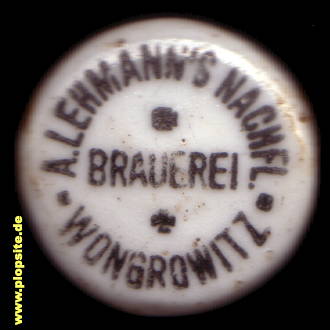 A. LEHMANN'S NACHFL.
BRAUEREI.
WONGROWITZ
www.plopsite.de